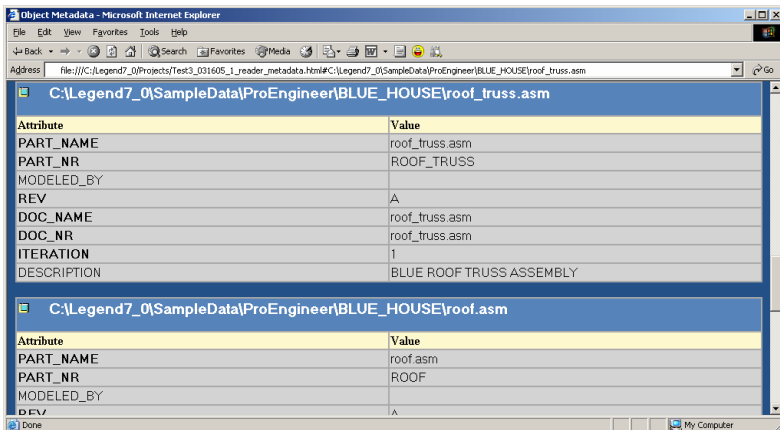 Object Metadata - Microsoft Internet Explorer
File Edit View Favorites Tools Help
Back Search Favorites Media
Address file:///C:/Legend7_0/Projects/Test3_031605_1_reader_metadata.html#C:\Legend7_0\SampleData\ProEngineer\BLUE_HOUSE\roof_truss.asm Go
C:\Legend7_0\SampleData\ProEngineer\BLUE_HOUSE\roof_truss.asm
Attribute Value
PART_NAME roof_truss.asm
PART_NR ROOF_TRUSS
MODELED_BY
REV A
DOC_NAME roof_truss.asm
DOC_NR roof_truss.asm
ITERATION 1
DESCRIPTION BLUE ROOF TRUSS ASSEMBLY
C:\Legend7_0\SampleData\ProEngineer\BLUE_HOUSE\roof.asm
Attribute Value
PART_NAME roof.asm
PART_NR ROOF
MODELED_BY
REV A
Done My Computer